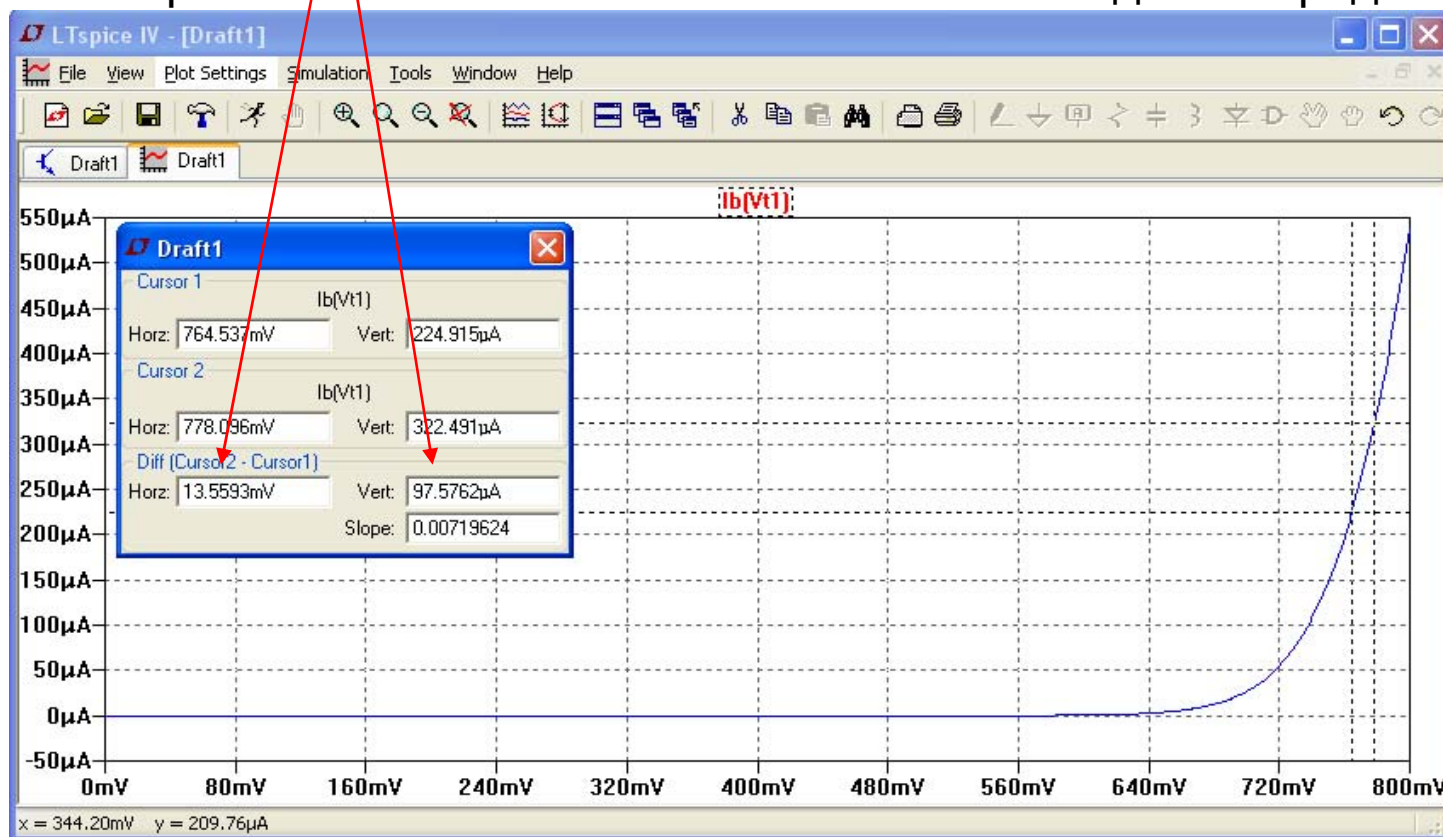 LTspice IV - [Draft1]
File View Plot Settings Simulation Tools Window Help
Draft1 Draft1
Ib(Vt1)
550µA
500µA
450µA
400µA
350µA
300µA
250µA
200µA
150µA
100µA
50µA
0µA
-50µA
Draft1
Cursor 1
Ib(Vt1)
Horz: 764.537mV Vert: 224.915µA
Cursor 2
Ib(Vt1)
Horz: 778.096mV Vert: 322.491µA
Diff (Cursor2 - Cursor1)
Horz: 13.5593mV Vert: 97.5762µA
Slope: 0.00719624
0mV 80mV 160mV 240mV 320mV 400mV 480mV 560mV 640mV 720mV 800mV
x = 344.20mV y = 209.76µA